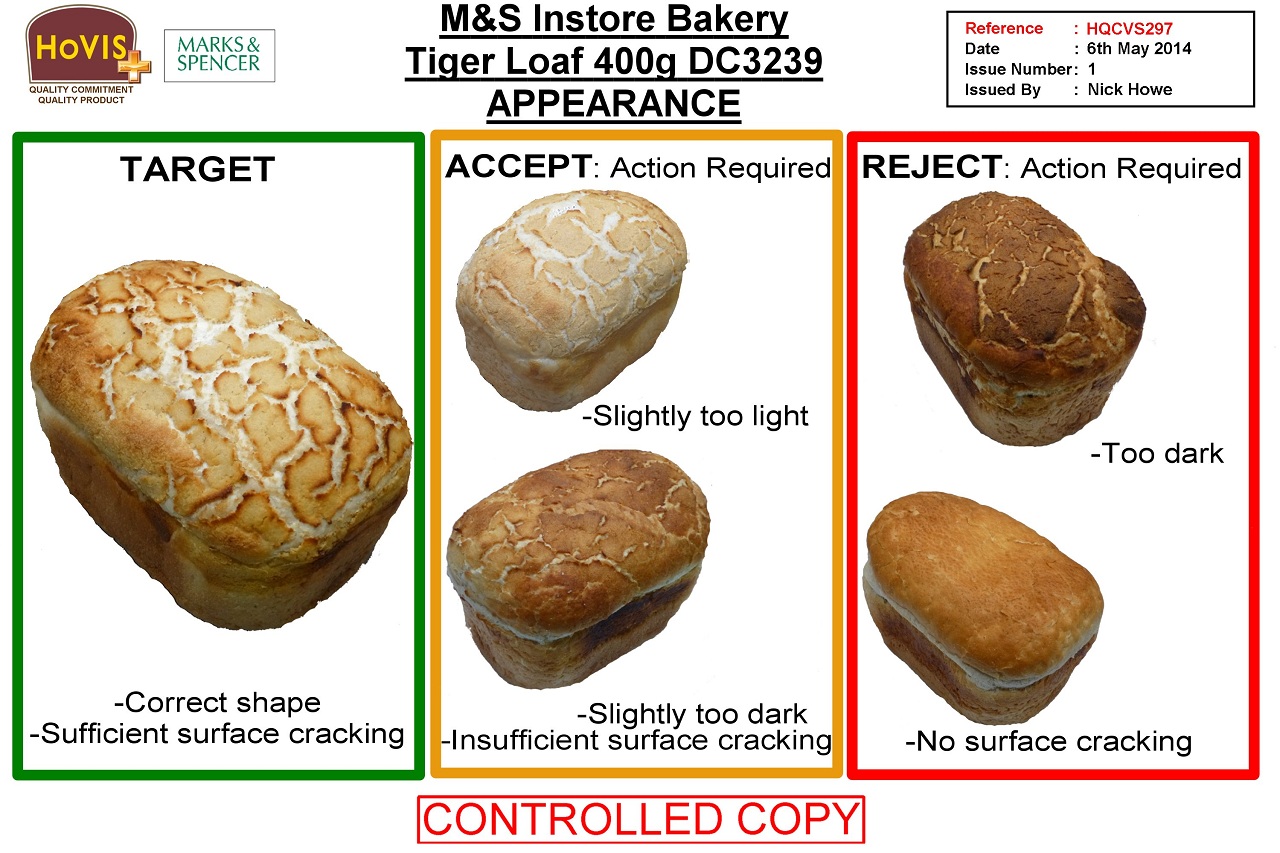 HOVIS
QUALITY COMMITMENT
QUALITY PRODUCT
MARKS &
SPENCER
M&S Instore Bakery
Tiger Loaf 400g DC3239
APPEARANCE
Reference : HQCVS297
Date : 6th May 2014
Issue Number : 1
Issued By : Nick Howe
TARGET
-Correct shape
-Sufficient surface cracking
ACCEPT: Action Required
-Slightly too light
-Slightly too dark
-Insufficient surface cracking
REJECT: Action Required
-Too dark
-No surface cracking
CONTROLLED COPY